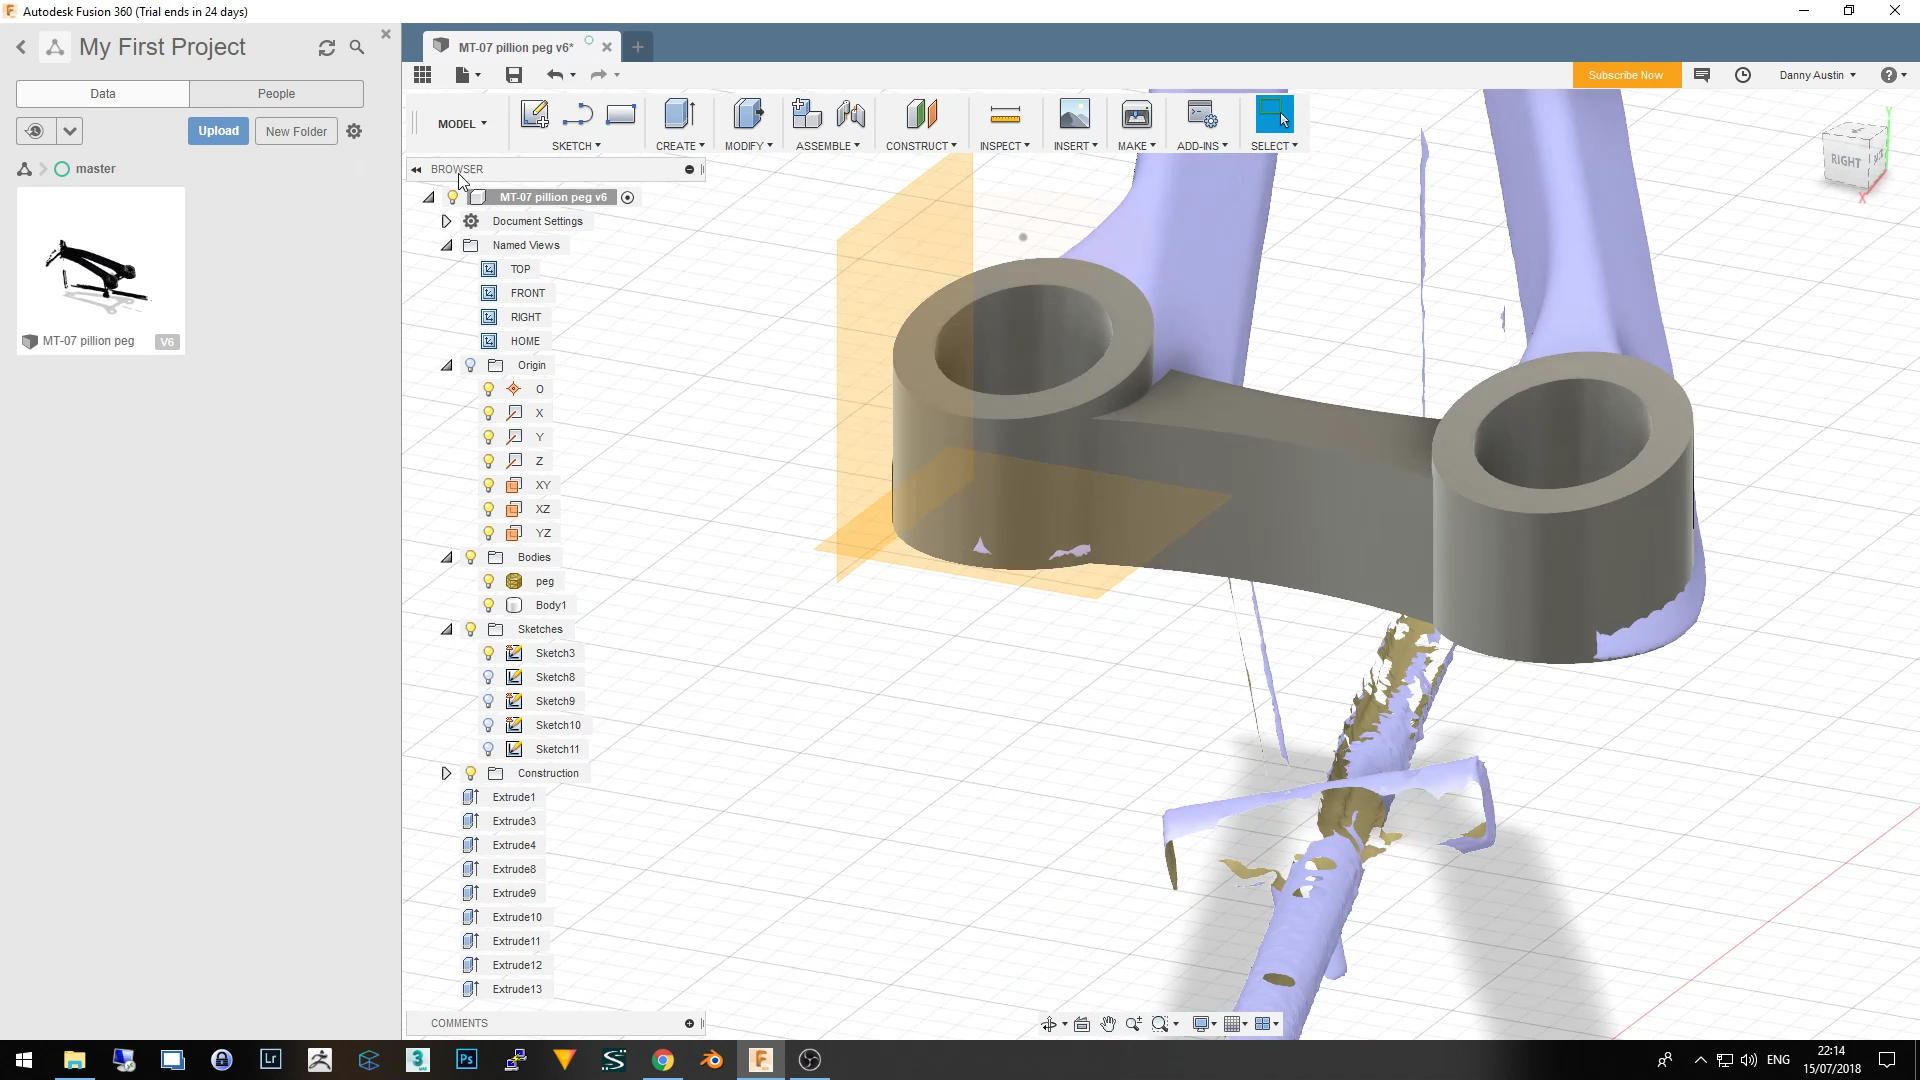 Autodesk Fusion 360 (Trial ends in 24 days)
My First Project
Data
People
Upload
New Folder
master
MT-07 pillion peg
V6
MT-07 pillion peg v6*
Subscribe Now
Danny Austin
MODEL
SKETCH
CREATE
MODIFY
ASSEMBLE
CONSTRUCT
INSPECT
INSERT
MAKE
ADD-INS
SELECT
BROWSER
MT-07 pillion peg v6
Document Settings
Named Views
TOP
FRONT
RIGHT
HOME
Origin
O
X
Y
Z
XY
XZ
YZ
Bodies
peg
Body1
Sketches
Sketch3
Sketch8
Sketch9
Sketch10
Sketch11
Construction
Extrude1
Extrude3
Extrude4
Extrude8
Extrude9
Extrude10
Extrude11
Extrude12
Extrude13
COMMENTS
Y
RIGHT
X
Lr
Ps
ENG
22:14
15/07/2018